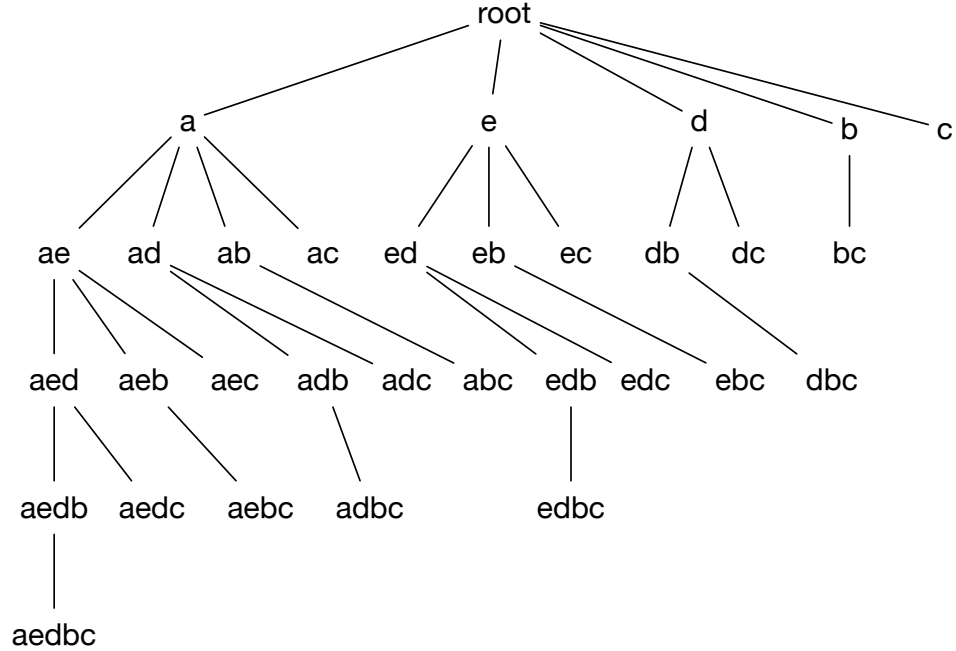 root
a e d b c
ae ad ab ac ed eb ec db dc bc
aed aeb aec adb adc abc edb edc ebc dbc
aedb aedc aebc adbc edbc
aedbc